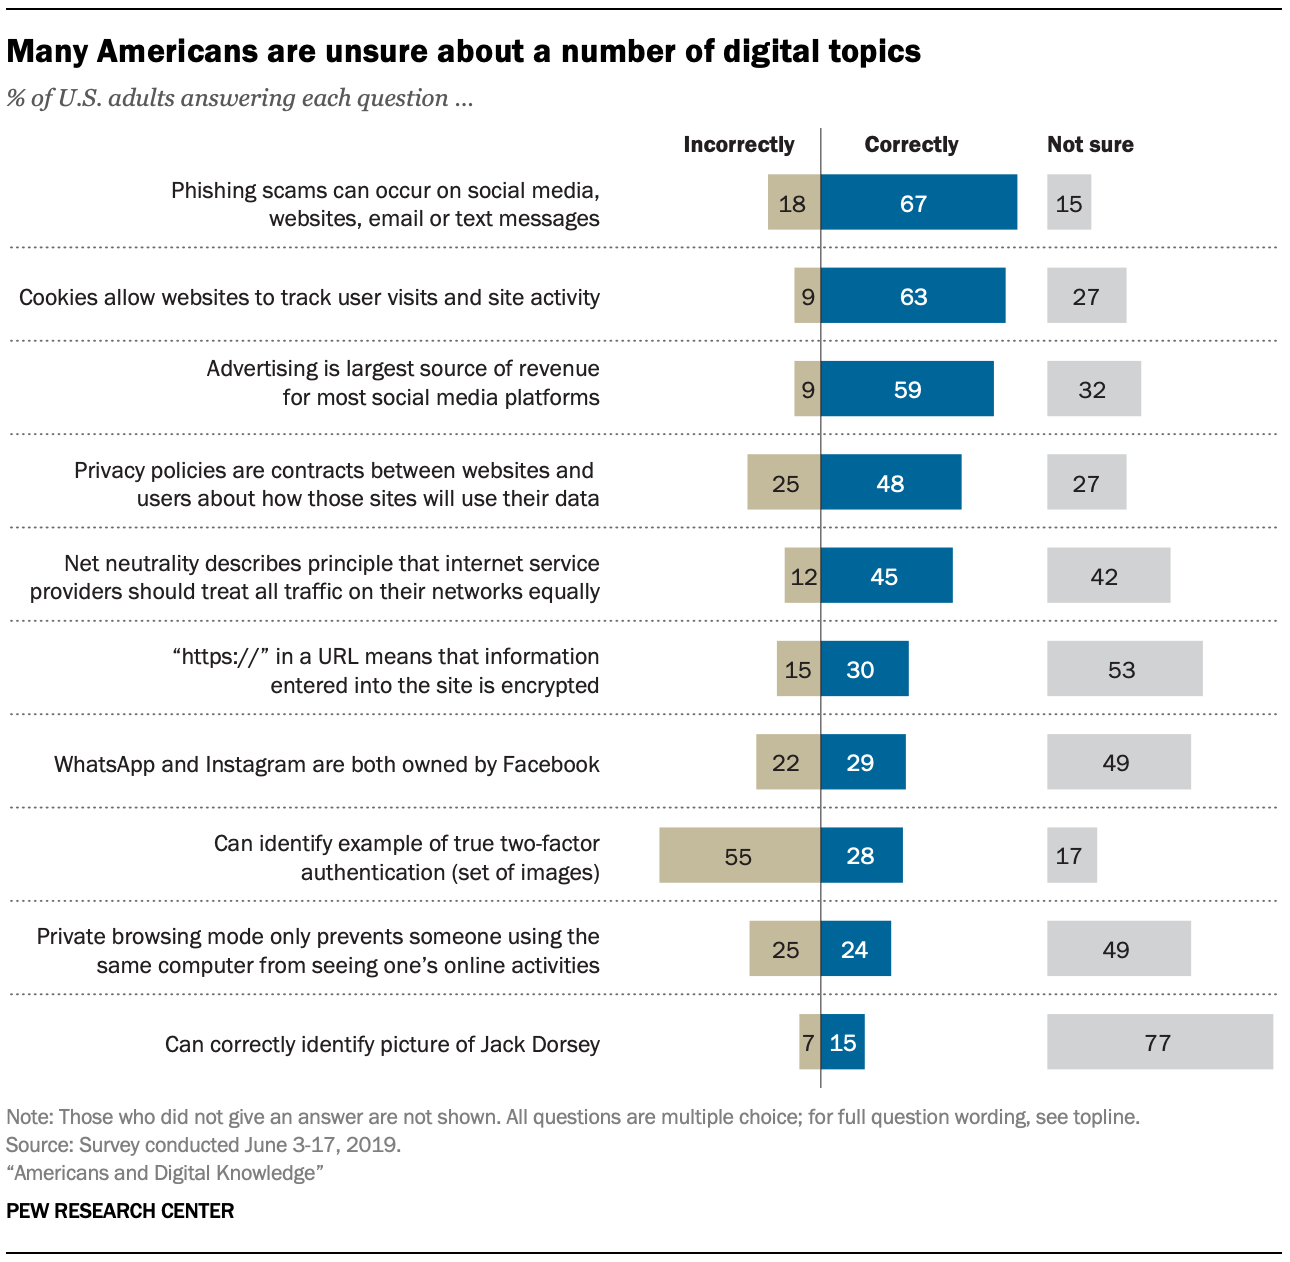 Many Americans are unsure about a number of digital topics
% of U.S. adults answering each question ...
Incorrectly Correctly Not sure
Phishing scams can occur on social media,
websites, email or text messages
18 67 15
Cookies allow websites to track user visits and site activity
9 63 27
Advertising is largest source of revenue
for most social media platforms
9 59 32
Privacy policies are contracts between websites and
users about how those sites will use their data
25 48 27
Net neutrality describes principle that internet service
providers should treat all traffic on their networks equally
12 45 42
“https://” in a URL means that information
entered into the site is encrypted
15 30 53
WhatsApp and Instagram are both owned by Facebook
22 29 49
Can identify example of true two-factor
authentication (set of images)
55 28 17
Private browsing mode only prevents someone using the
same computer from seeing one’s online activities
25 24 49
Can correctly identify picture of Jack Dorsey
7 15 77
Note: Those who did not give an answer are not shown. All questions are multiple choice; for full question wording, see topline.
Source: Survey conducted June 3-17, 2019.
“Americans and Digital Knowledge”
PEW RESEARCH CENTER